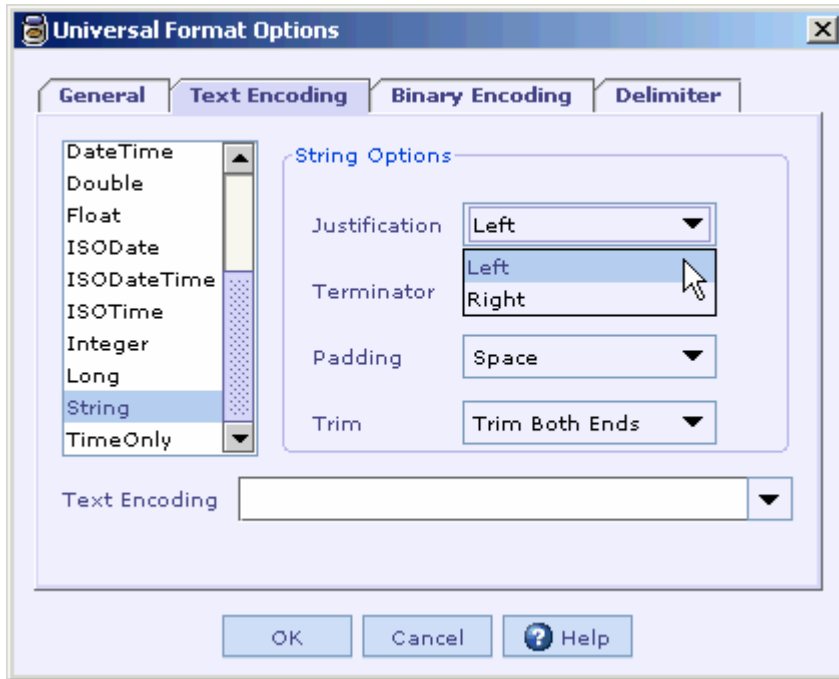 Universal Format Options
General
Text Encoding
Binary Encoding
Delimiter
DateTime
Double
Float
ISODate
ISODateTime
ISOTime
Integer
Long
String
TimeOnly
String Options
Justification
Left
Left
Right
Terminator
Padding
Space
Trim
Trim Both Ends
Text Encoding
OK
Cancel
? Help